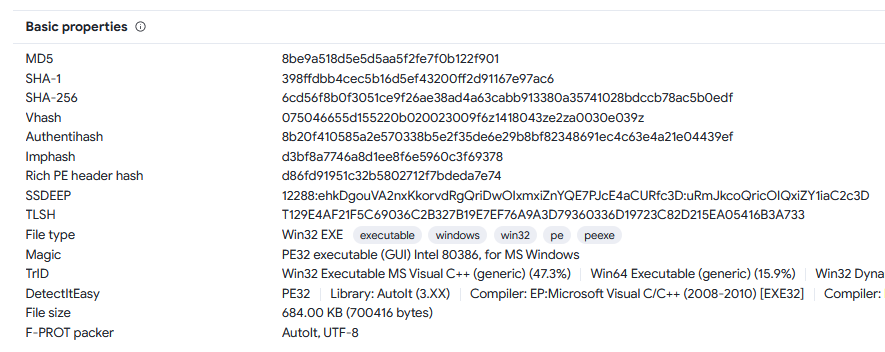 Basic properties
MD5 8be9a518d5e5d5aa5f2fe7f0b122f901
SHA-1 398ffdbb4cec5b16d5ef43200ff2d91167e97ac6
SHA-256 6cd56f8b0f3051ce9f26ae38ad4a63cabb913380a35741028bdccb78ac5b0edf
Vhash 075046655d155220b020023009f6z1418043ze2za0030e039z
Authentihash 8b20f410585a2e570338b5e2f35de6e29b8bf82348691ec4c63e4a21e04439ef
Imphash d3bf8a7746a8d1ee8f6e5960c3f69378
Rich PE header hash d86fd91951c32b5802712f7bdeda7e74
SSDEEP 12288:ehkDgouVA2nxKkorvdRgQriDwOIxmxiZnYQE7PJcE4aCURfc3D:uRmJkcoQricOIQxiZY1iaC2c3D
TLSH T129E4AF21F5C69036C2B327B19E7EF76A9A3D79360336D19723C82D215EA05416B3A733
File type Win32 EXE executable windows win32 pe peexe
Magic PE32 executable (GUI) Intel 80386, for MS Windows
TrID Win32 Executable MS Visual C++ (generic) (47.3%) Win64 Executable (generic) (15.9%) Win32 Dyna
DetectItEasy PE32 Library: AutoIt (3.XX) Compiler: EP:Microsoft Visual C/C++ (2008-2010) [EXE32] Compiler:
File size 684.00 KB (700416 bytes)
F-PROT packer AutoIt, UTF-8